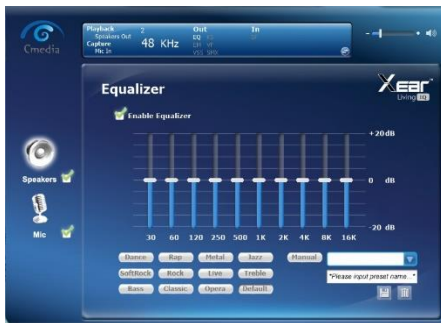 Playback 2 Out In
Speakers Out EQ
Capture 48 KHz
Mic In
Cmedia
Xear
Living EQ
Equalizer
Enable Equalizer
+20dB
0 dB
-20 dB
30 60 120 250 500 1K 2K 4K 8K 16K
Speakers
Mic
Dance Rap Metal Jazz Manual
SoftRock Rock Live Treble
"Please input preset name.."
Bass Classic Opera Default